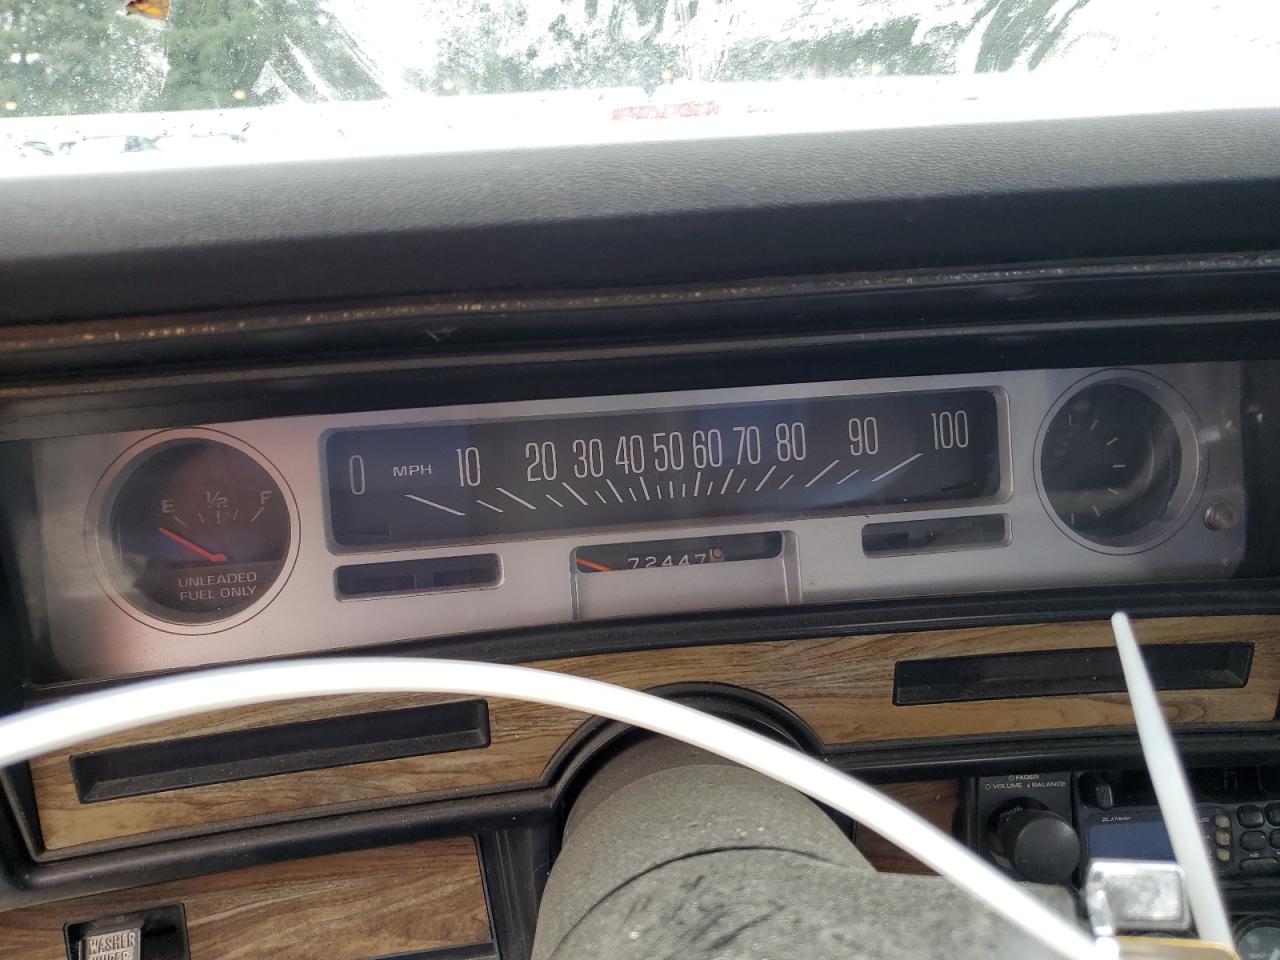 0 MPH 10 20 30 40 50 60 70 80 90 100
E 1/2 F
UNLEADED
FUEL ONLY
72447
FADER
VOLUME BALANCE
WASHER